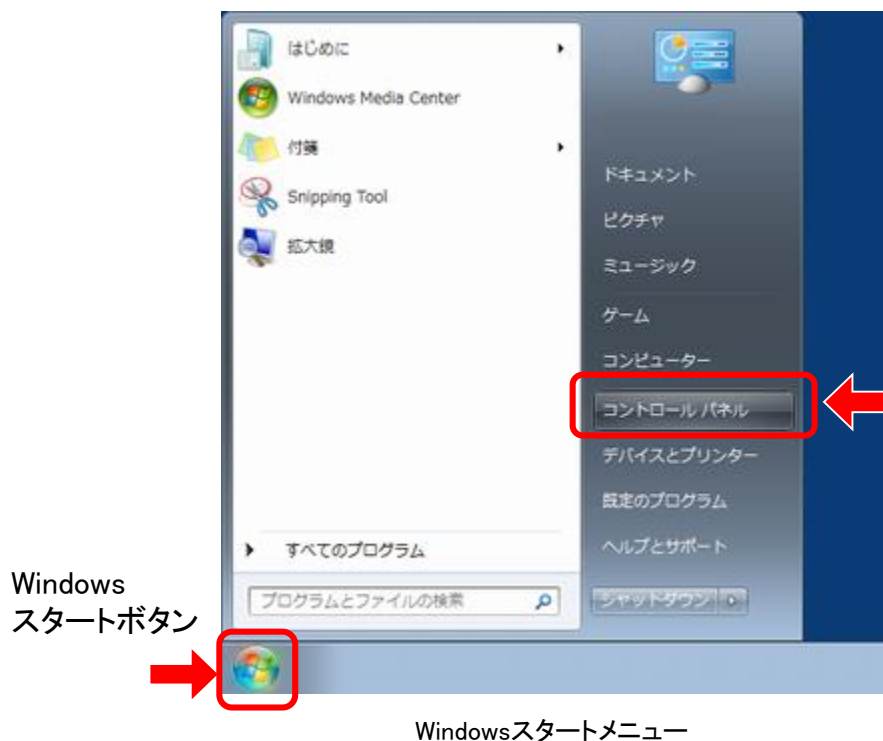 はじめに
Windows Media Center
付箋
Snipping Tool
拡大鏡
すべてのプログラム
プログラムとファイルの検索
ドキュメント
ピクチャ
ミュージック
ゲーム
コンピューター
コントロール パネル
デバイスとプリンター
既定のプログラム
ヘルプとサポート
シャットダウン
Windows
スタートボタン
Windowsスタートメニュー